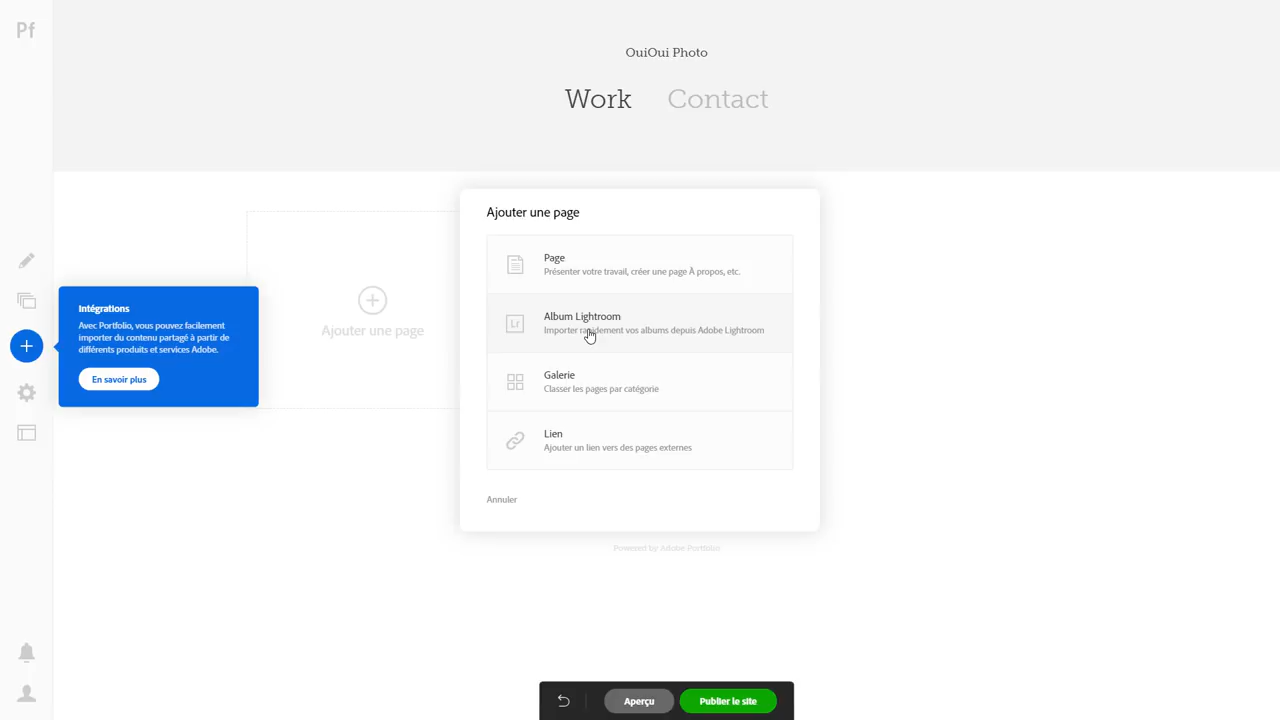 Pf
OuiOui Photo
Work Contact
Ajouter une page
Page
Présenter votre travail, créer une page À propos, etc.
Lr
Album Lightroom
Importer rapidement vos albums depuis Adobe Lightroom
Galerie
Classer les pages par catégorie
Lien
Ajouter un lien vers des pages externes
Annuler
Intégrations
Avec Portfolio, vous pouvez facilement
importer du contenu partagé à partir de
différents produits et services Adobe.
En savoir plus
Ajouter une page
Powered by Adobe Portfolio
Aperçu
Publier le site